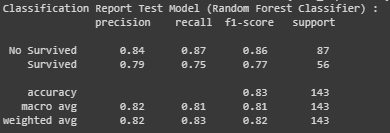 Classification Report Test Model (Random Forest Classifier) :
precision recall f1-score support
No Survived 0.84 0.87 0.86 87
Survived 0.79 0.75 0.77 56
accuracy 0.83 143
macro avg 0.82 0.81 0.81 143
weighted avg 0.82 0.83 0.82 143